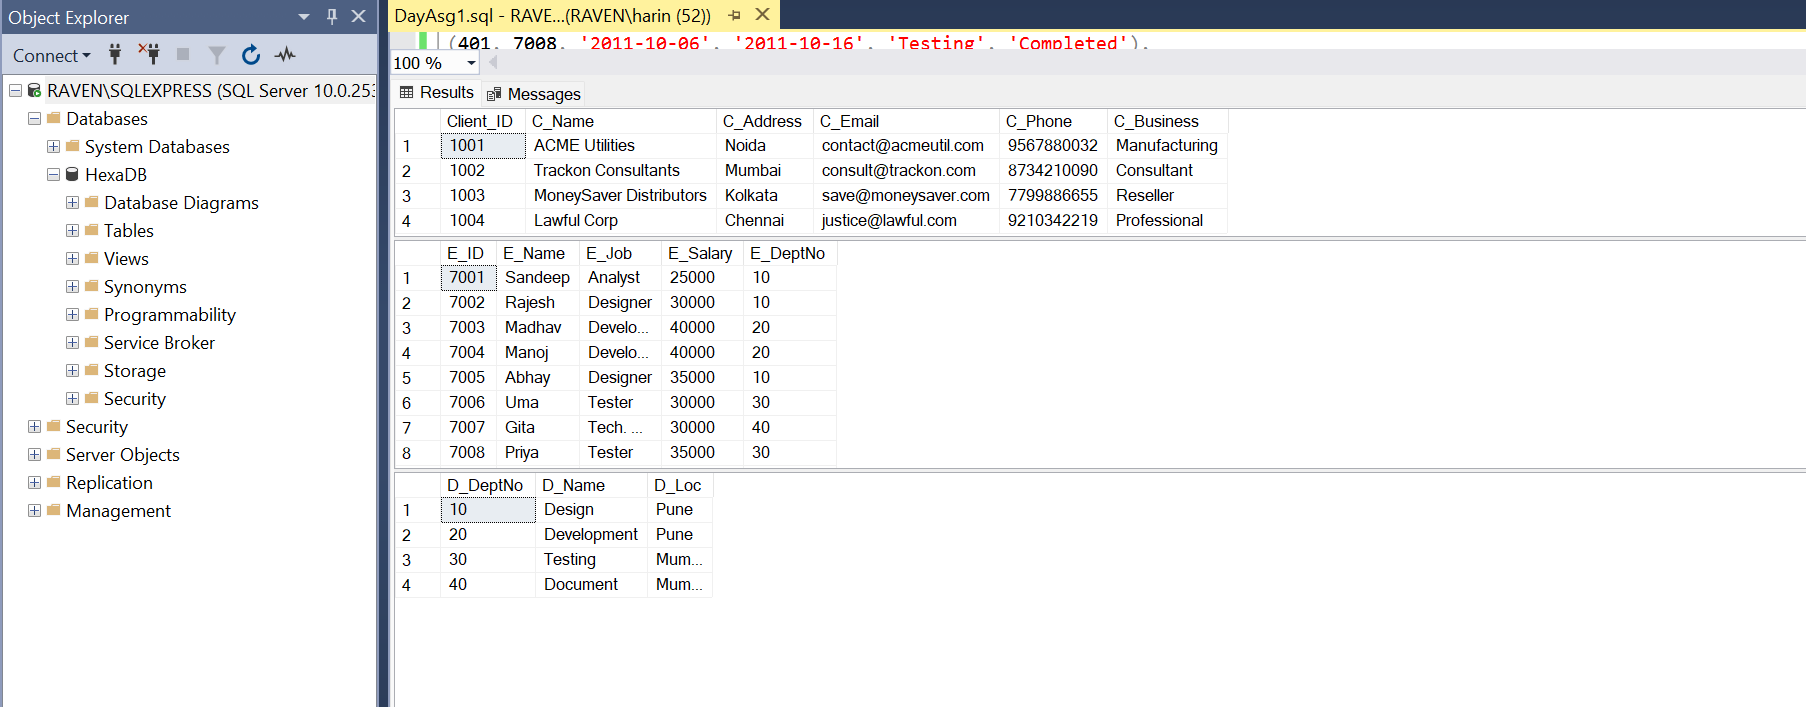 Object Explorer
Connect
RAVEN\SQLEXPRESS (SQL Server 10.0.253
Databases
System Databases
HexaDB
Database Diagrams
Tables
Views
Synonyms
Programmability
Service Broker
Storage
Security
Security
Server Objects
Replication
Management
DayAsg1.sql - RAVE...(RAVEN\harin (52))
(401, 7008, '2011-10-06', '2011-10-16', 'Testing', 'Completed'),
100 %
Results Messages
Client_ID C_Name C_Address C_Email C_Phone C_Business
1 1001 ACME Utilities Noida contact@acmeutil.com 9567880032 Manufacturing
2 1002 Trackon Consultants Mumbai consult@trackon.com 8734210090 Consultant
3 1003 MoneySaver Distributors Kolkata save@moneysaver.com 7799886655 Reseller
4 1004 Lawful Corp Chennai justice@lawful.com 9210342219 Professional
E_ID E_Name E_Job E_Salary E_DeptNo
1 7001 Sandeep Analyst 25000 10
2 7002 Rajesh Designer 30000 10
3 7003 Madhav Develo... 40000 20
4 7004 Manoj Develo... 40000 20
5 7005 Abhay Designer 35000 10
6 7006 Uma Tester 30000 30
7 7007 Gita Tech. ... 30000 40
8 7008 Priya Tester 35000 30
D_DeptNo D_Name D_Loc
1 10 Design Pune
2 20 Development Pune
3 30 Testing Mum...
4 40 Document Mum...